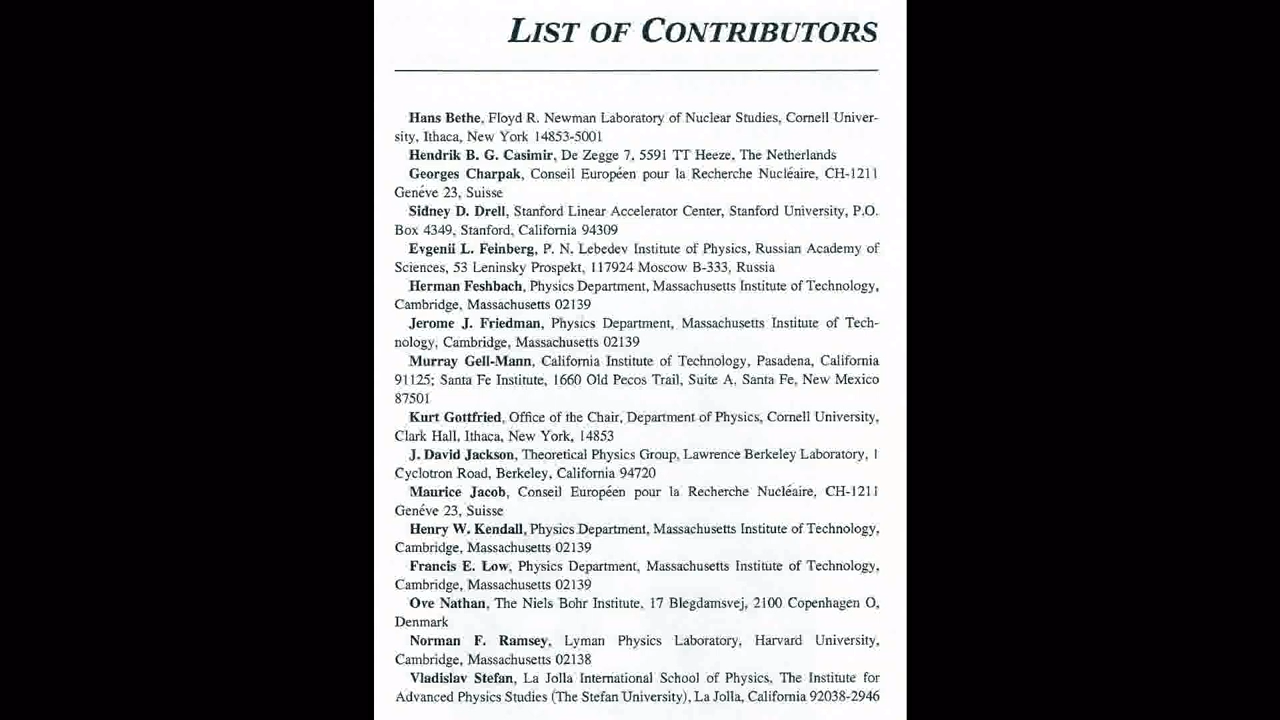 LIST OF CONTRIBUTORS
Hans Bethe, Floyd R. Newman Laboratory of Nuclear Studies, Cornell Univer-
sity, Ithaca, New York 14853-5001
Hendrik B. G. Casimir, De Zegge 7, 5591 TT Heeze, The Netherlands
Georges Charpak, Conseil Européen pour la Recherche Nucléaire, CH-1211
Genéve 23, Suisse
Sidney D. Drell, Stanford Linear Accelerator Center, Stanford University, P.O.
Box 4349, Stanford, California 94309
Evgenii L. Feinberg, P. N. Lebedev Institute of Physics, Russian Academy of
Sciences, 53 Leninsky Prospekt, 117924 Moscow B-333, Russia
Herman Feshbach, Physics Department, Massachusetts Institute of Technology,
Cambridge, Massachusetts 02139
Jerome J. Friedman, Physics Department, Massachusetts Institute of Tech-
nology, Cambridge, Massachusetts 02139
Murray Gell-Mann, California Institute of Technology, Pasadena, California
91125; Santa Fe Institute, 1660 Old Pecos Trail, Suite A, Santa Fe, New Mexico
87501
Kurt Gottfried, Office of the Chair, Department of Physics, Cornell University,
Clark Hall, Ithaca, New York, 14853
J. David Jackson, Theoretical Physics Group, Lawrence Berkeley Laboratory, 1
Cyclotron Road, Berkeley, California 94720
Maurice Jacob, Conseil Européen pour la Recherche Nucléaire, CH-1211
Genéve 23, Suisse
Henry W. Kendall, Physics Department, Massachusetts Institute of Technology,
Cambridge, Massachusetts 02139
Francis E. Low, Physics Department, Massachusetts Institute of Technology,
Cambridge, Massachusetts 02139
Ove Nathan, The Niels Bohr Institute, 17 Blegdamsvej, 2100 Copenhagen O,
Denmark
Norman F. Ramsey, Lyman Physics Laboratory, Harvard University,
Cambridge, Massachusetts 02138
Vladislav Stefan, La Jolla International School of Physics, The Institute for
Advanced Physics Studies (The Stefan University), La Jolla, California 92038-2946